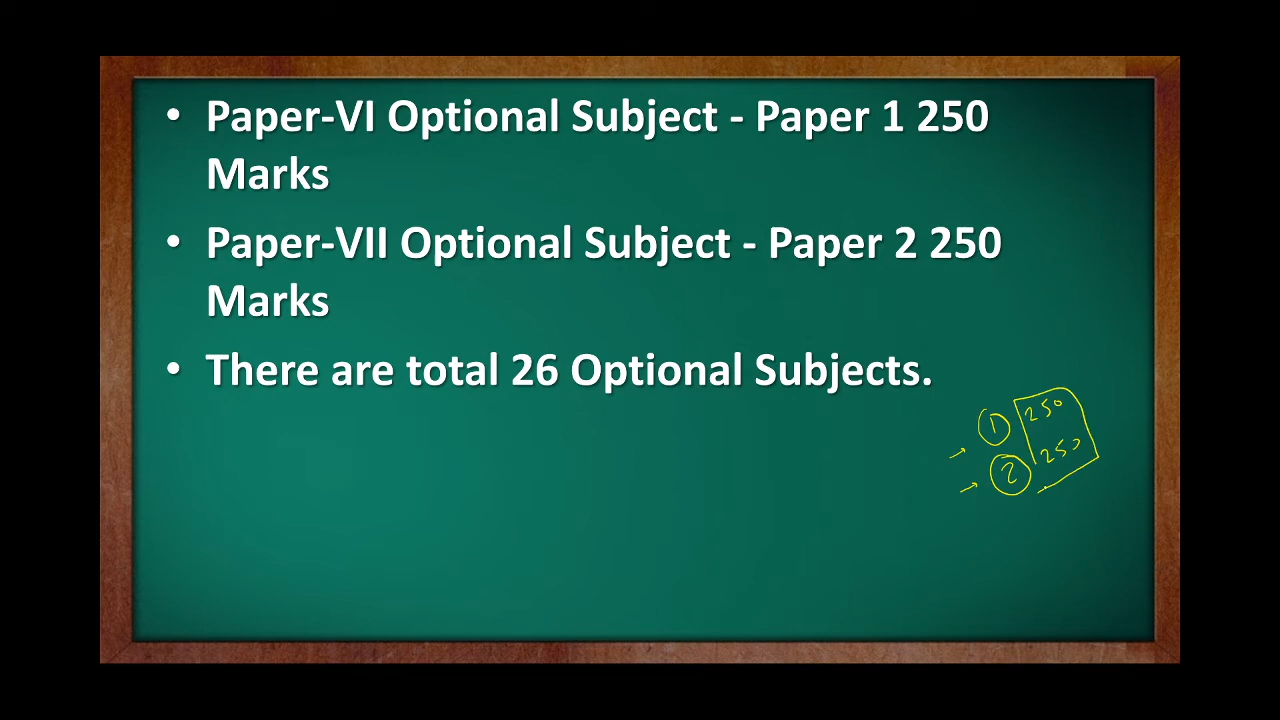 • Paper-VI Optional Subject - Paper 1 250
Marks
• Paper-VII Optional Subject - Paper 2 250
Marks
• There are total 26 Optional Subjects.
→ 1 250
→ 2 250